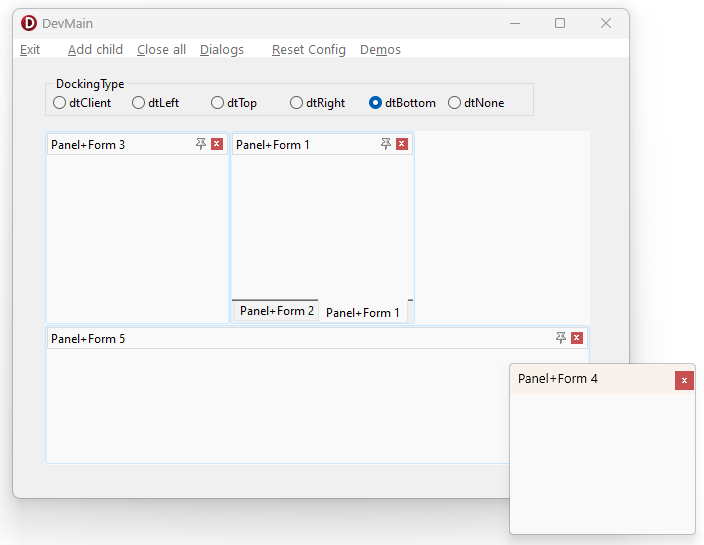 DevMain
Exit Add child Close all Dialogs Reset Config Demos
DockingType
dtClient dtLeft dtTop dtRight dtBottom dtNone
Panel+Form 3 Panel+Form 1
Panel+Form 2 Panel+Form 1
Panel+Form 5
Panel+Form 4